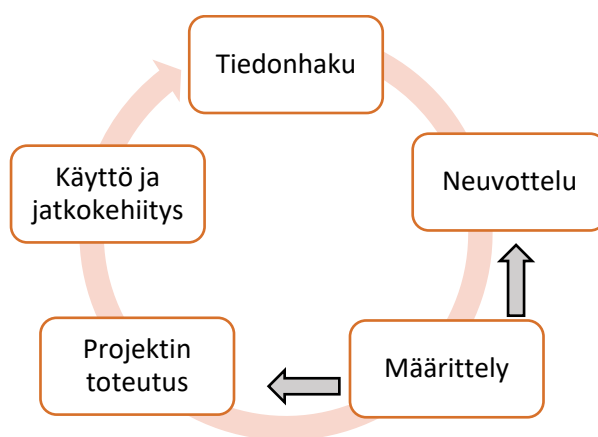 Tiedonhaku
Neuvottelu
Määrittely
Projektin
toteutus
Käyttö ja
jatkokehiitys